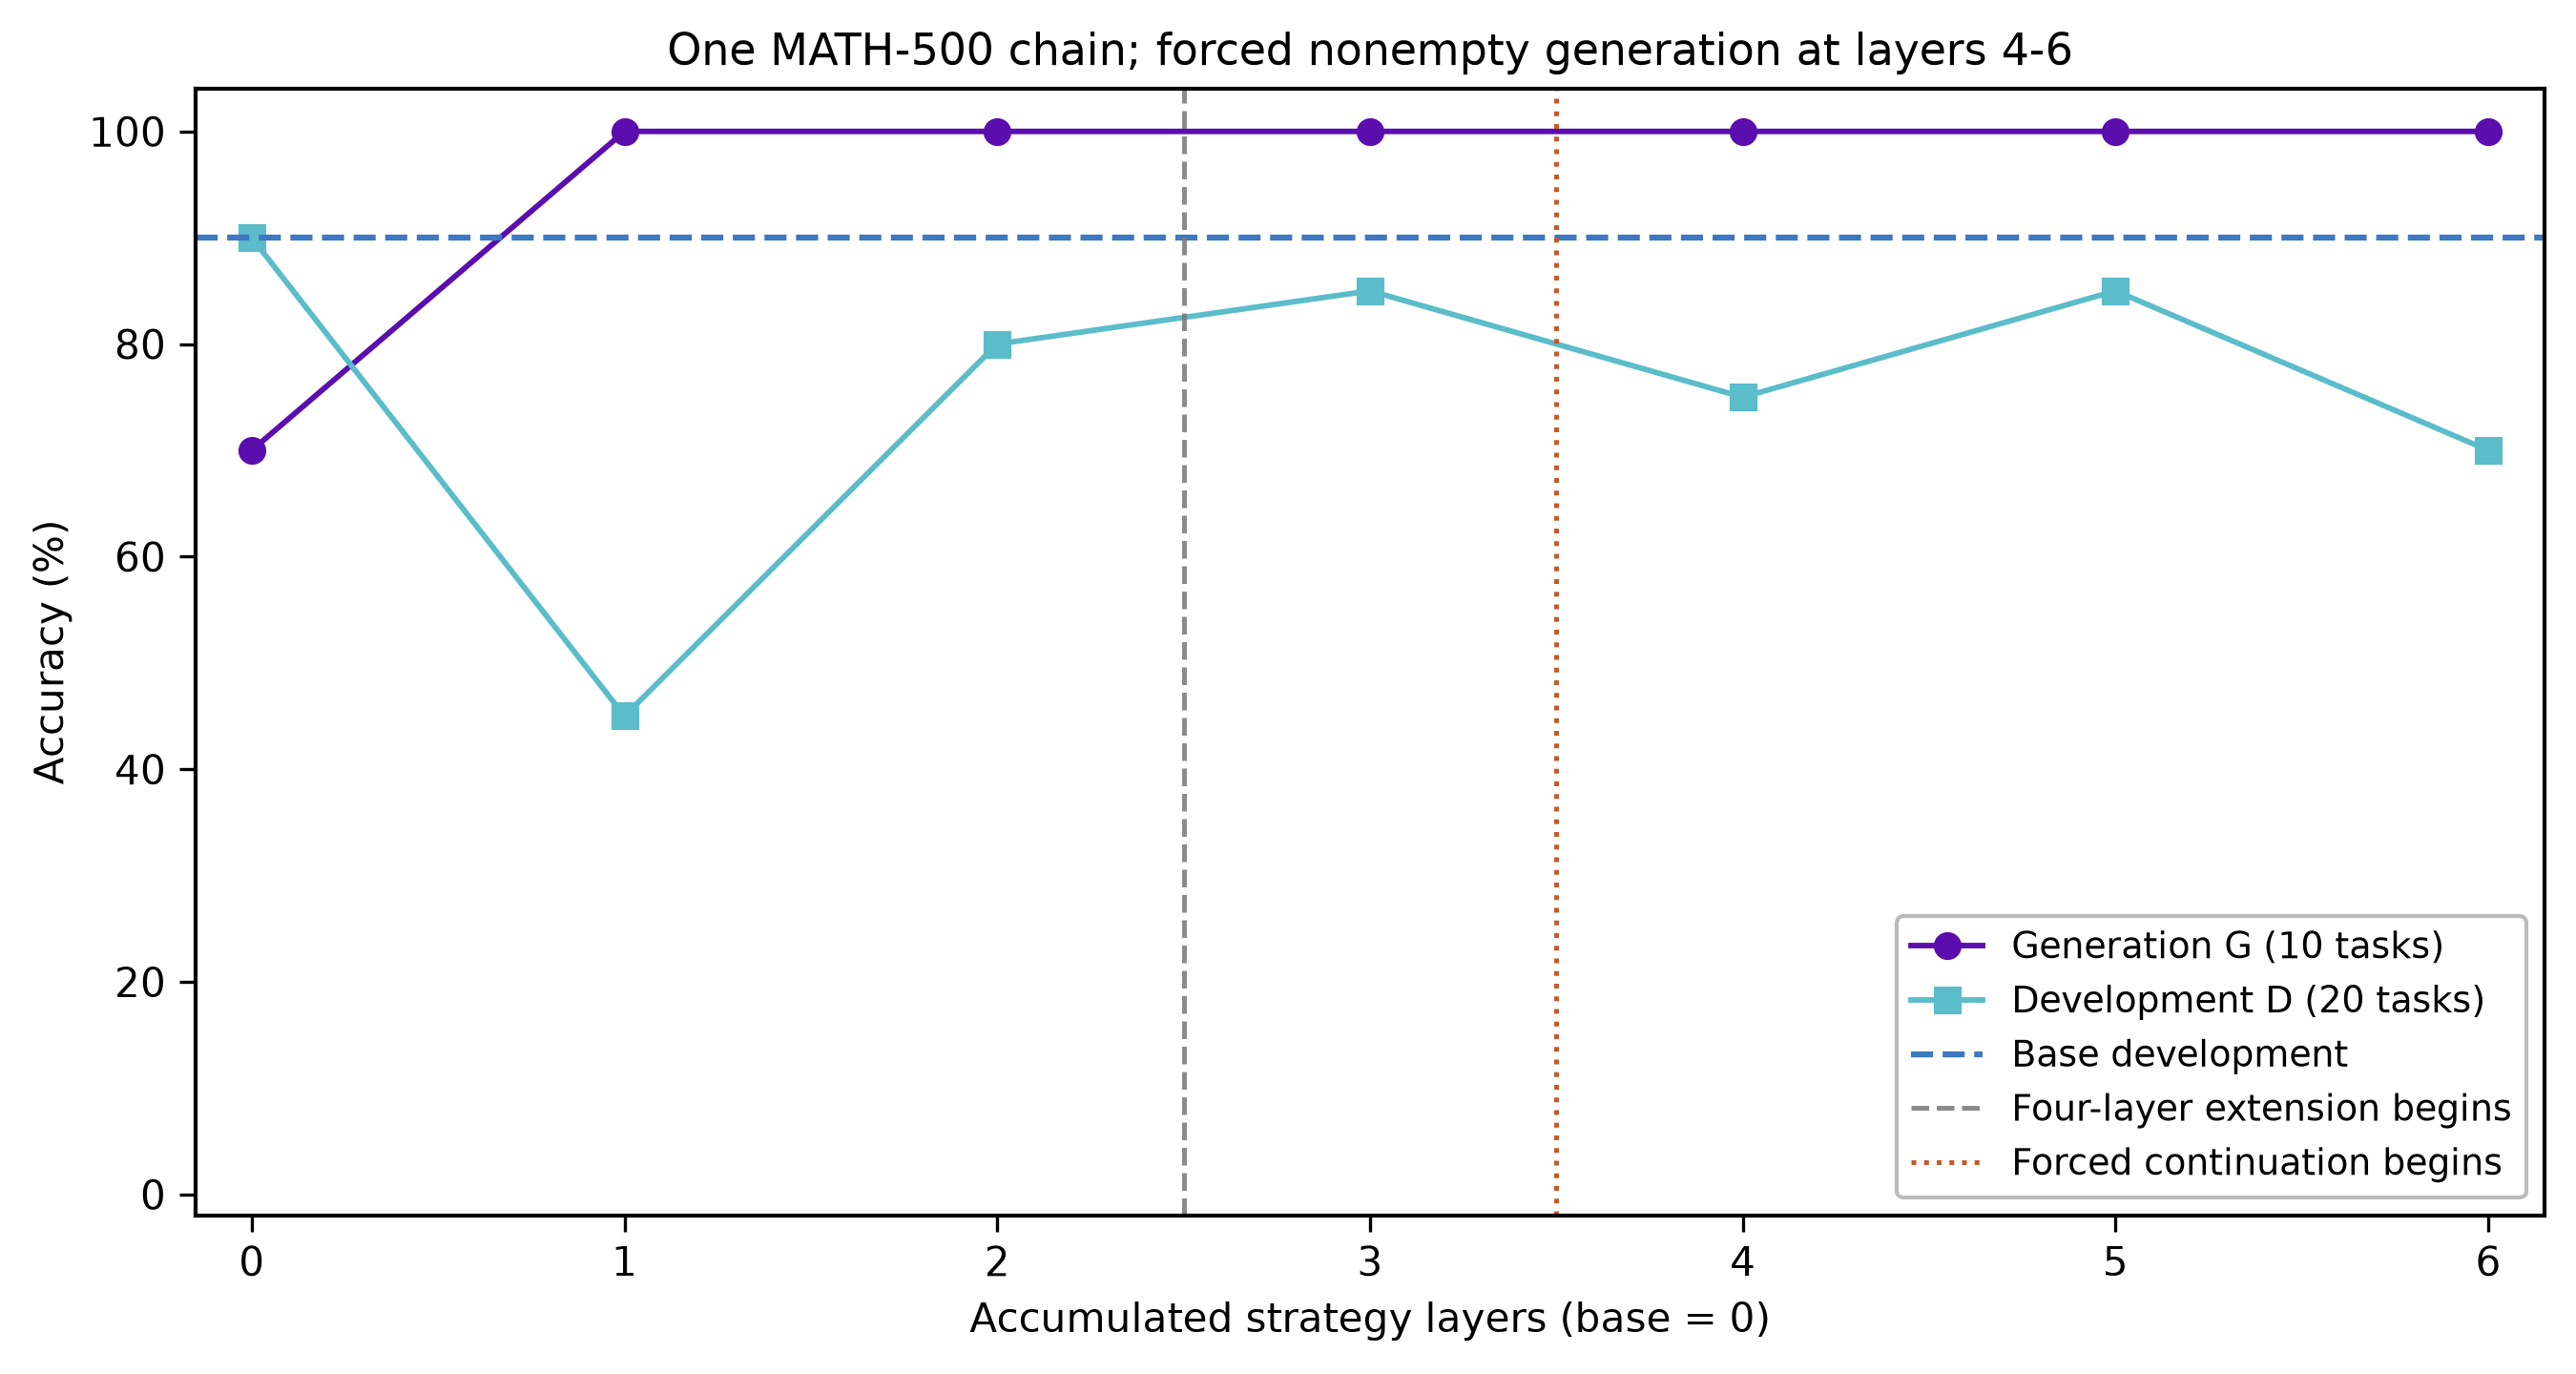 One MATH-500 chain; forced nonempty generation at layers 4-6
Accuracy (%)
100
80
60
40
20
0
0 1 2 3 4 5 6
Accumulated strategy layers (base = 0)
Generation G (10 tasks)
Development D (20 tasks)
Base development
Four-layer extension begins
Forced continuation begins